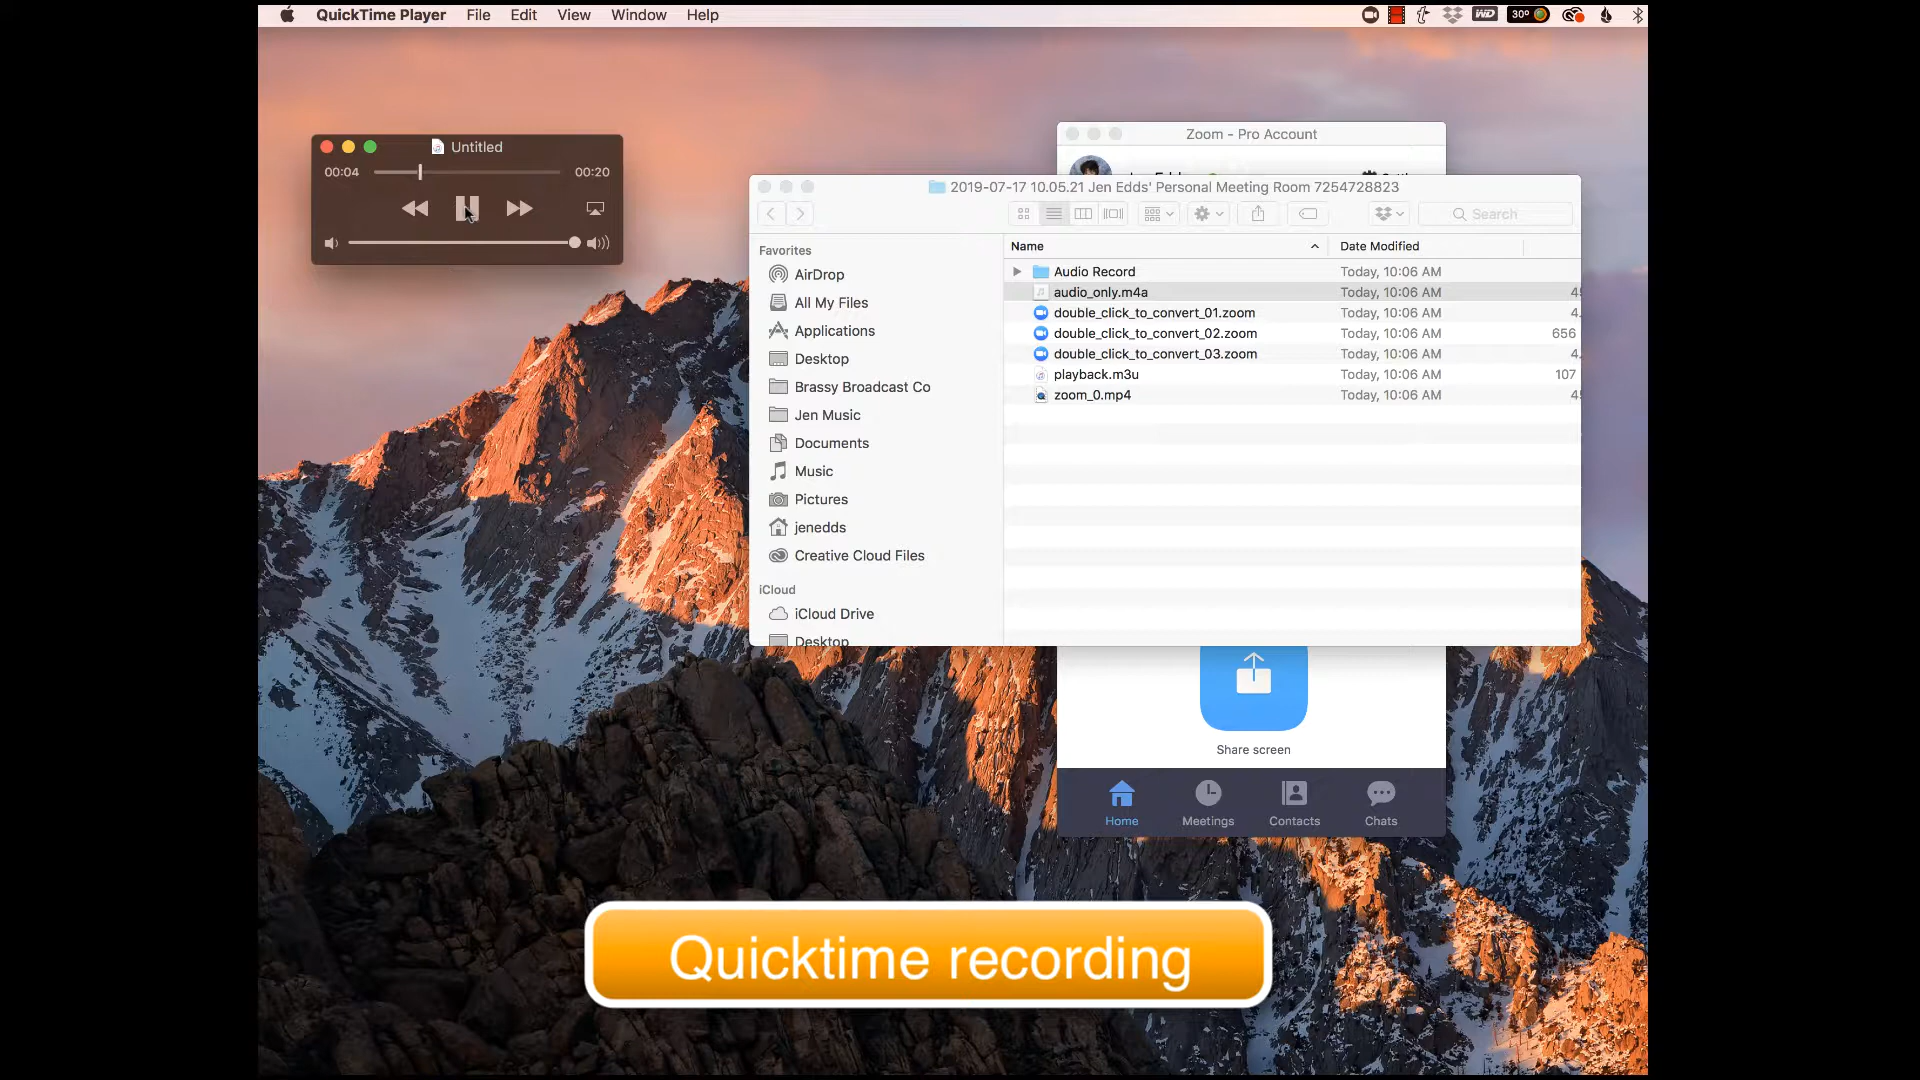 QuickTime Player File Edit View Window Help
WD 30°
Untitled
00:04 00:20
Zoom - Pro Account
2019-07-17 10.05.21 Jen Edds' Personal Meeting Room 7254728823
Search
Favorites
AirDrop
All My Files
Applications
Desktop
Brassy Broadcast Co
Jen Music
Documents
Music
Pictures
jenedds
Creative Cloud Files
iCloud
iCloud Drive
Desktop
Name Date Modified
Audio Record Today, 10:06 AM
audio_only.m4a Today, 10:06 AM
double_click_to_convert_01.zoom Today, 10:06 AM
double_click_to_convert_02.zoom Today, 10:06 AM 656
double_click_to_convert_03.zoom Today, 10:06 AM
playback.m3u Today, 10:06 AM 107
zoom_0.mp4 Today, 10:06 AM
Share screen
Home Meetings Contacts Chats
Quicktime recording